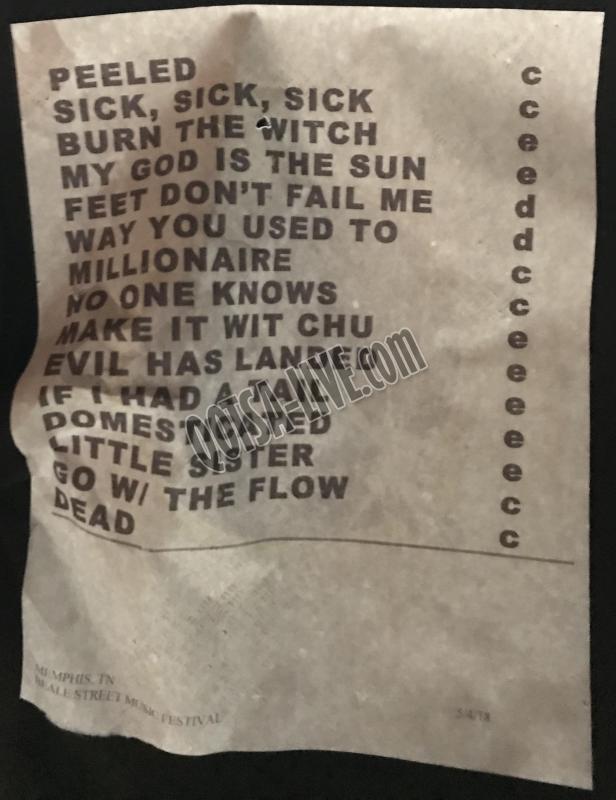 PEELED c
SICK, SICK, SICK c
BURN THE WITCH e
MY GOD IS THE SUN e
FEET DON'T FAIL ME d
WAY YOU USED TO d
MILLIONAIRE c
NO ONE KNOWS c
MAKE IT WIT CHU e
EVIL HAS LANDED e
IF I HAD A TAIL e
DOMESTICATED e
LITTLE SISTER e
GO W/ THE FLOW c
DEAD c
QOTSA-LIVE.com
MEMPHIS, TN
BEALE STREET MUSIC FESTIVAL 5/4/18